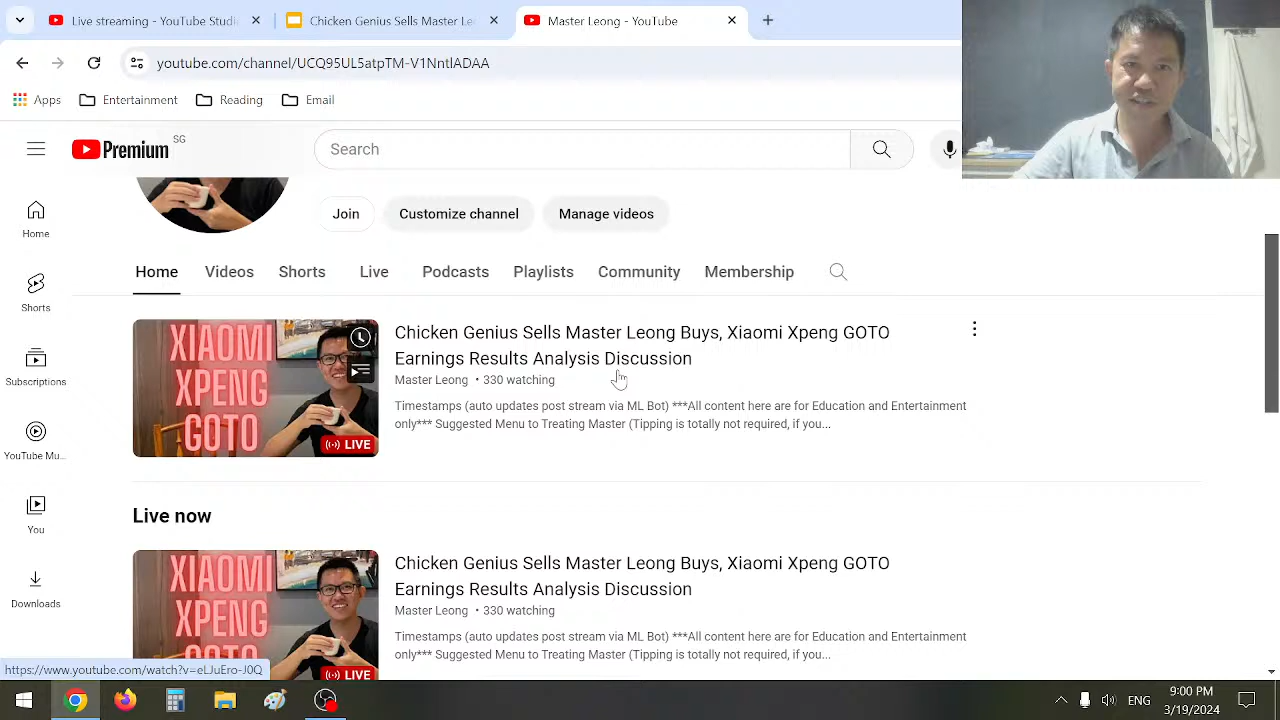 Live streaming - YouTube Studi
Chicken Genius Sells Master Le
Master Leong - YouTube
youtube.com/channel/UCQ95UL5atpTM-V1NntlADAA
Apps
Entertainment
Reading
Email
Premium
SG
Search
Join
Customize channel
Manage videos
Home
Videos
Shorts
Live
Podcasts
Playlists
Community
Membership
Home
Shorts
Subscriptions
YouTube Mu...
You
Downloads
XIAOMI
XPENG
GOTO
LIVE
Chicken Genius Sells Master Leong Buys, Xiaomi Xpeng GOTO
Earnings Results Analysis Discussion
Master Leong • 330 watching
Timestamps (auto updates post stream via ML Bot) ***All content here are for Education and Entertainment
only*** Suggested Menu to Treating Master (Tipping is totally not required, if you...
Live now
XIAOMI
XPENG
GOTO
LIVE
Chicken Genius Sells Master Leong Buys, Xiaomi Xpeng GOTO
Earnings Results Analysis Discussion
Master Leong • 330 watching
Timestamps (auto updates post stream via ML Bot) ***All content here are for Education and Entertainment
only*** Suggested Menu to Treating Master (Tipping is totally not required, if you...
https://www.youtube.com/watch?v=eLJuEro-J0Q
ENG
9:00 PM
3/19/2024